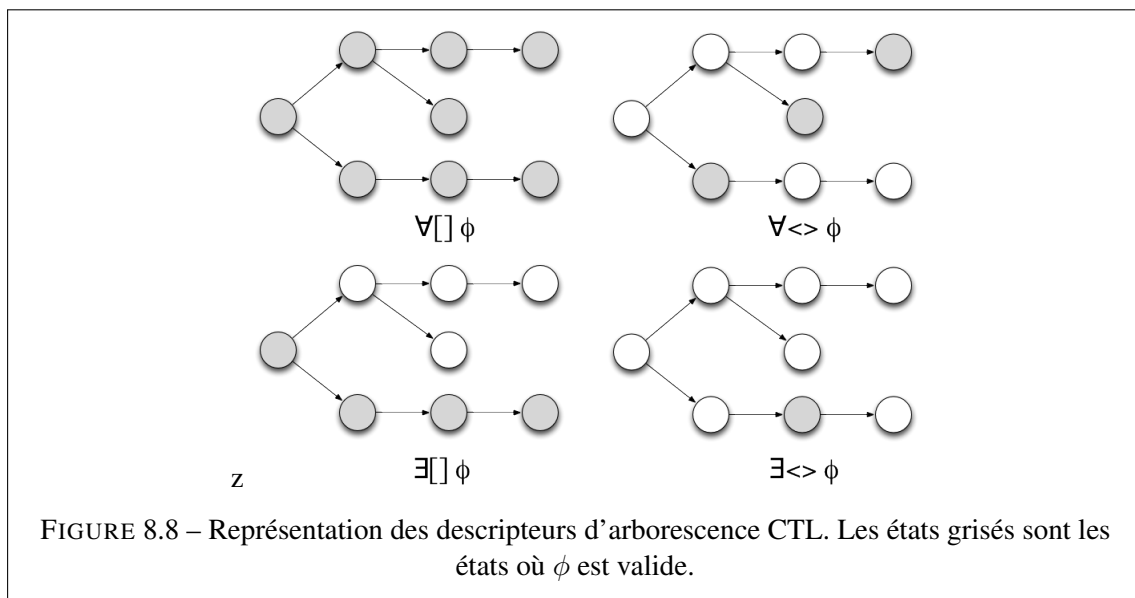 ∀[] ϕ
∀<> ϕ
∃[] ϕ
∃<> ϕ
z
FIGURE 8.8 – Représentation des descripteurs d'arborescence CTL. Les états grisés sont les
états où ϕ est valide.